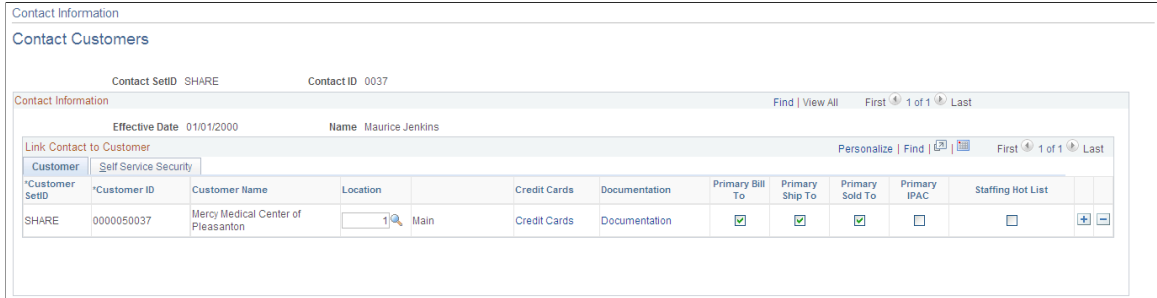 Contact Information
Contact Customers
Contact SetID SHARE Contact ID 0037
Contact Information Find | View All First 1 of 1 Last
Effective Date 01/01/2000 Name Maurice Jenkins
Link Contact to Customer Personalize | Find | | First 1 of 1 Last
Customer Self Service Security
*Customer SetID *Customer ID Customer Name Location Credit Cards Documentation Primary Bill To Primary Ship To Primary Sold To Primary IPAC Staffing Hot List
SHARE 0000050037 Mercy Medical Center of Pleasanton 1 Main Credit Cards Documentation